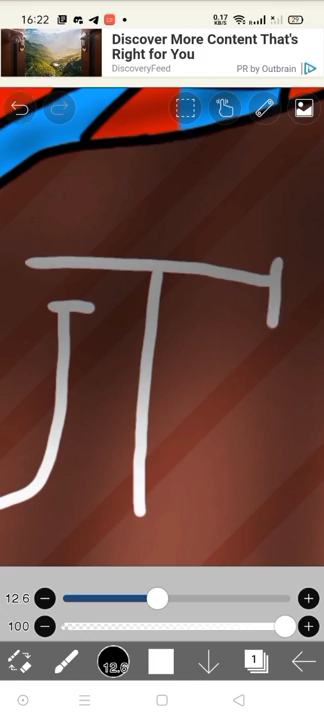 16:22
0.17 KB/S
29
Discover More Content That's
Right for You
DiscoveryFeed
PR by Outbrain
JT
12.6
100
12.6
1